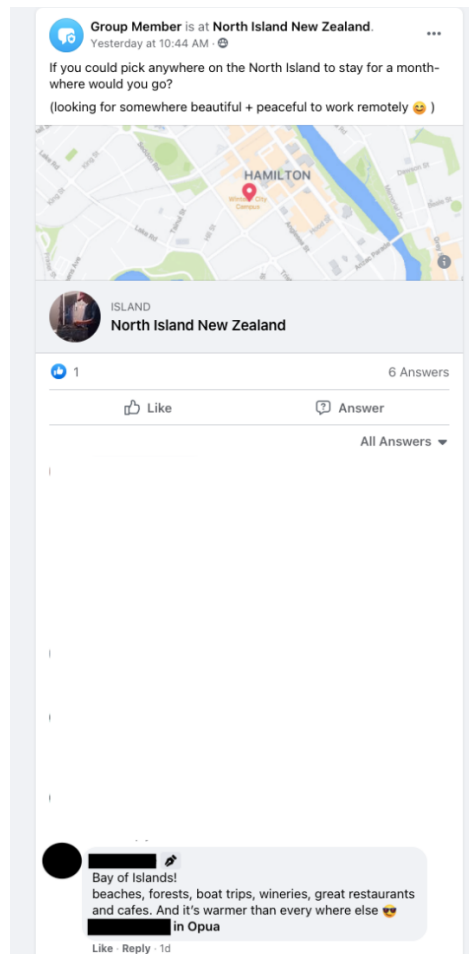 Group Member is at North Island New Zealand.
Yesterday at 10:44 AM ·
If you could pick anywhere on the North Island to stay for a month-
where would you go?
(looking for somewhere beautiful + peaceful to work remotely 😊 )
HAMILTON
ISLAND
North Island New Zealand
1
6 Answers
Like
Answer
All Answers
Bay of Islands!
beaches, forests, boat trips, wineries, great restaurants
and cafes. And it's warmer than every where else 😎
in Opua
Like · Reply · 1d